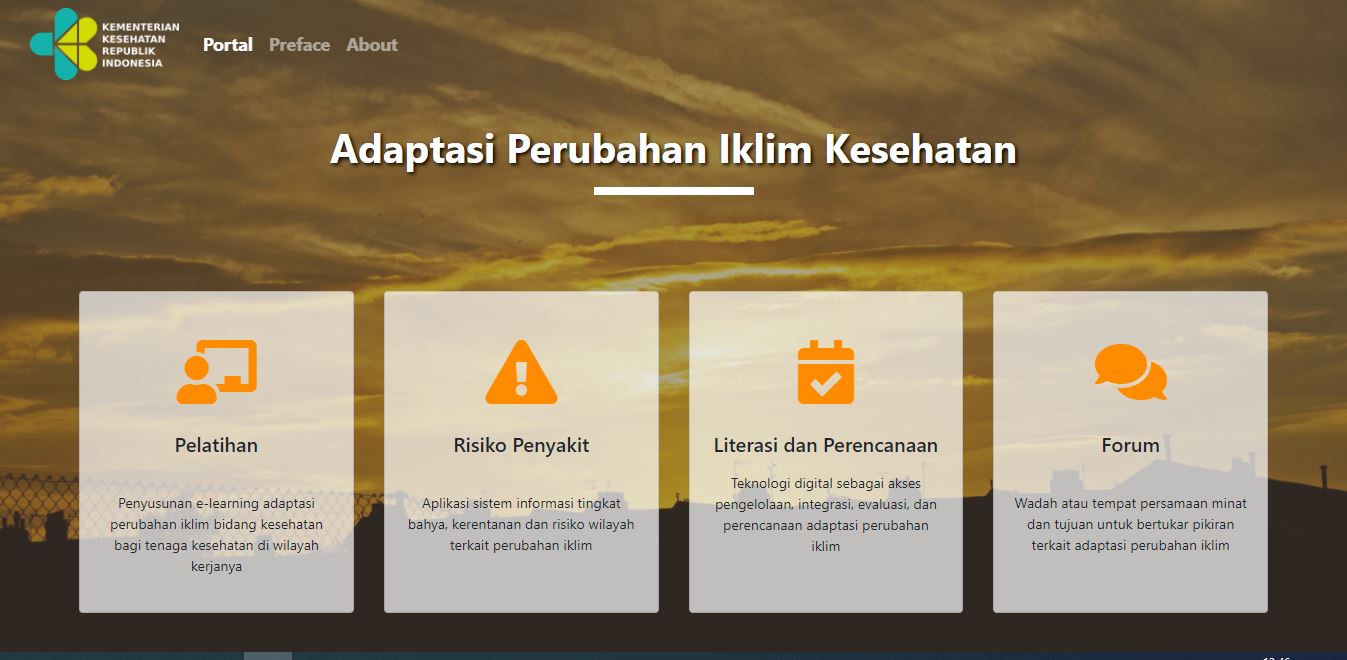 KEMENTERIAN
KESEHATAN
REPUBLIK
INDONESIA
Portal Preface About
Adaptasi Perubahan Iklim Kesehatan
Pelatihan
Penyusunan e-learning adaptasi
perubahan iklim bidang kesehatan
bagi tenaga kesehatan di wilayah
kerjanya
Risiko Penyakit
Aplikasi sistem informasi tingkat
bahya, kerentanan dan risiko wilayah
terkait perubahan iklim
Literasi dan Perencanaan
Teknologi digital sebagai akses
pengelolaan, integrasi, evaluasi, dan
perencanaan adaptasi perubahan
iklim
Forum
Wadah atau tempat persamaan minat
dan tujuan untuk bertukar pikiran
terkait adaptasi perubahan iklim